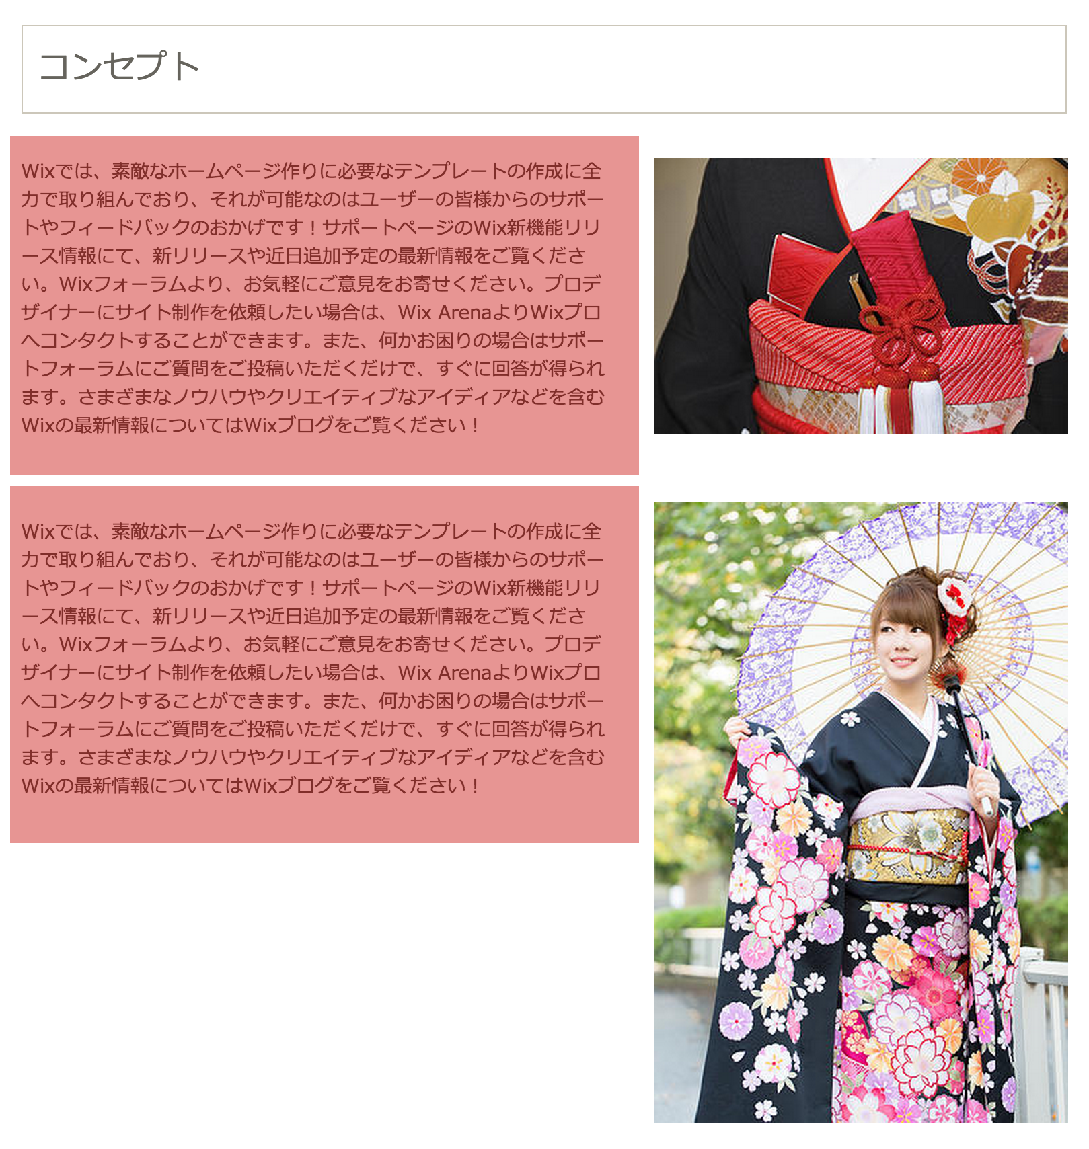 コンセプト
Wixでは、素敵なホームページ作りに必要なテンプレートの作成に全
力で取り組んでおり、それが可能なのはユーザーの皆様からのサポー
トやフィードバックのおかげです！サポートページのWix新機能リリ
ース情報にて、新リリースや近日追加予定の最新情報をご覧くださ
い。Wixフォーラムより、お気軽にご意見をお寄せください。プロデ
ザイナーにサイト制作を依頼したい場合は、Wix ArenaよりWixプロ
へコンタクトすることができます。また、何かお困りの場合はサポー
トフォーラムにご質問をご投稿いただくだけで、すぐに回答が得られ
ます。さまざまなノウハウやクリエイティブなアイディアなどを含む
Wixの最新情報についてはWixブログをご覧ください！
Wixでは、素敵なホームページ作りに必要なテンプレートの作成に全
力で取り組んでおり、それが可能なのはユーザーの皆様からのサポー
トやフィードバックのおかげです！サポートページのWix新機能リリ
ース情報にて、新リリースや近日追加予定の最新情報をご覧くださ
い。Wixフォーラムより、お気軽にご意見をお寄せください。プロデ
ザイナーにサイト制作を依頼したい場合は、Wix ArenaよりWixプロ
へコンタクトすることができます。また、何かお困りの場合はサポー
トフォーラムにご質問をご投稿いただくだけで、すぐに回答が得られ
ます。さまざまなノウハウやクリエイティブなアイディアなどを含む
Wixの最新情報についてはWixブログをご覧ください！